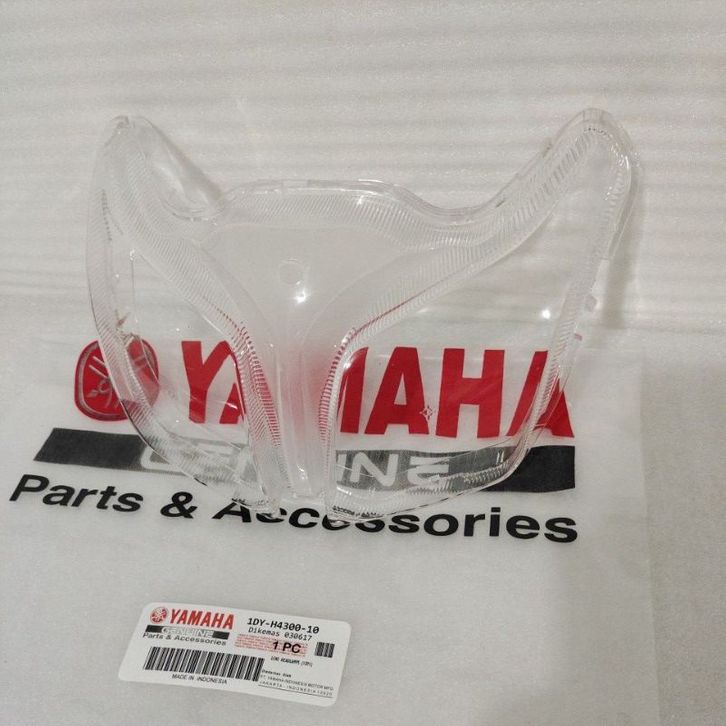 YAMAHA
GENUINE
Parts & Accessories
YAMAHA
GENUINE
Parts & Accessories
MADE IN INDONESIA
1DY-H4300-10
Dikemas 030617
1 PC